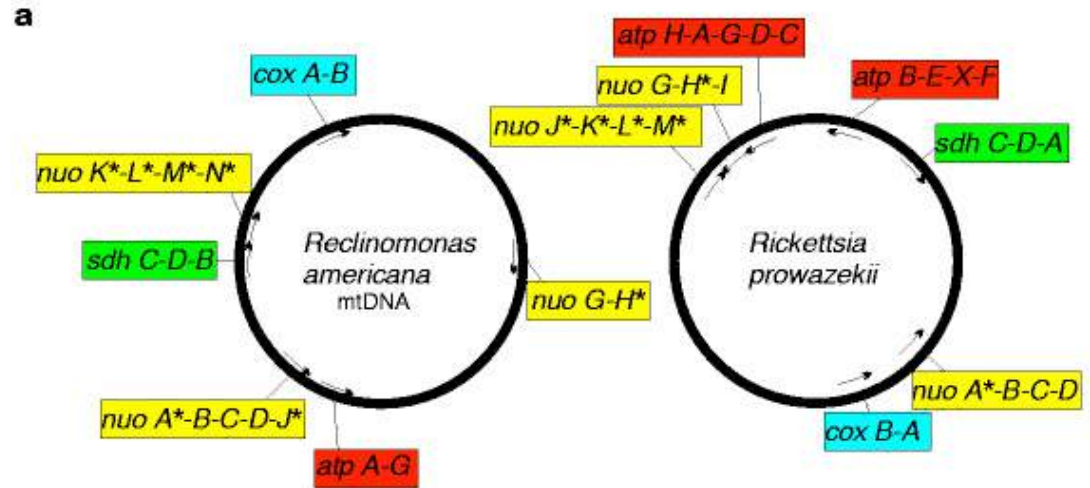 a
cox A-B
nuo K*-L*-M*-N*
sdh C-D-B
Reclinomonas
americana
mtDNA
nuo G-H*
nuo A*-B-C-D-J*
atp A-G
atp H-A-G-D-C
nuo G-H*-I
nuo J*-K*-L*-M*
atp B-E-X-F
sdh C-D-A
Rickettsia
prowazekii
nuo A*-B-C-D
cox B-A